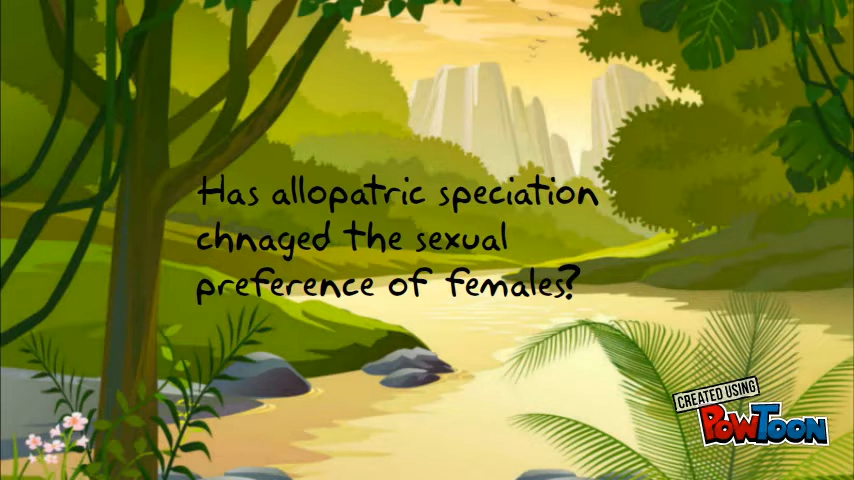 Has allopatric speciation
chnaged the sexual
preference of females?
CREATED USING
POWTOON